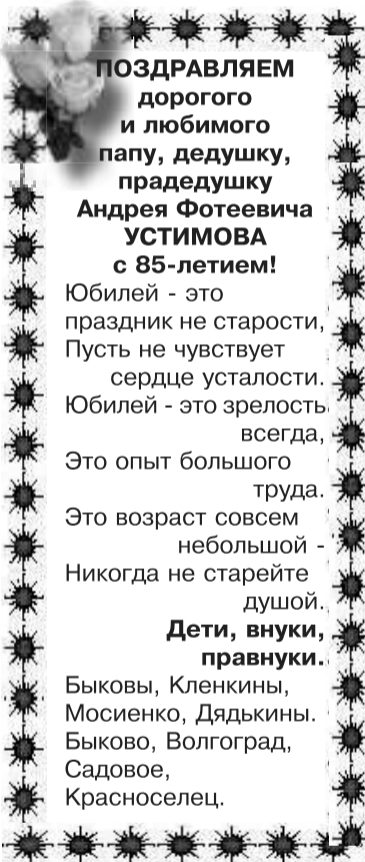 ПОЗДРАВЛЯЕМ
дорогого
и любимого
папу, дедушку,
прадедушку
Андрея Фотеевича
УСТИМОВА
с 85-летием!
Юбилей - это
праздник не старости,
Пусть не чувствует
сердце усталости.
Юбилей - это зрелость
всегда,
Это опыт большого
труда.
Это возраст совсем
небольшой -
Никогда не старейте
душой.
Дети, внуки,
правнуки.
Быковы, Кленкины,
Мосиенко, Дядькины.
Быково, Волгоград,
Садовое,
Красноселец.